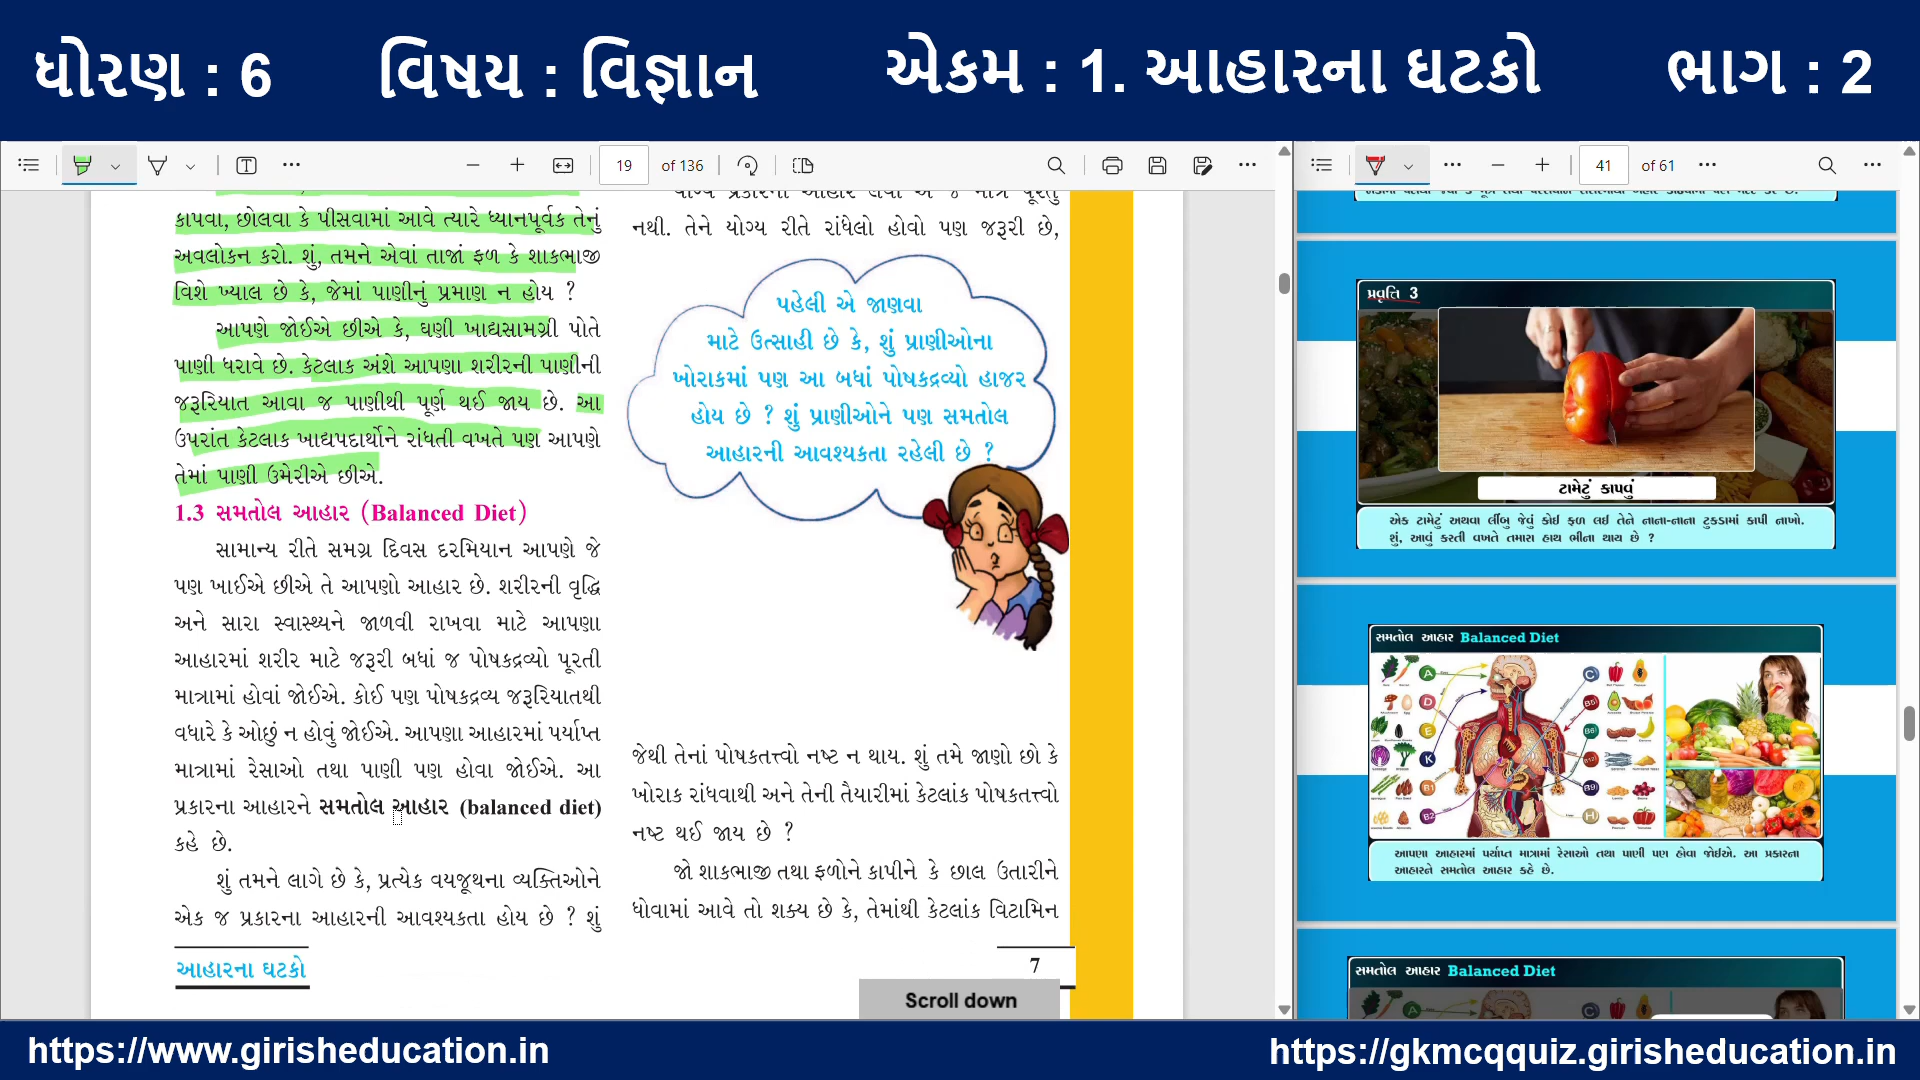 ધોરણ : 6 વિષય : વિજ્ઞાન એકમ : 1. આહારના ઘટકો ભાગ : 2
19 of 136
41 of 61
કાપવા, છોલવા કે પીસવામાં આવે ત્યારે ધ્યાનપૂર્વક તેનું
અવલોકન કરો. શું, તમને એવાં તાજાં ફળ કે શાકભાજી
વિશે ખ્યાલ છે કે, જેમાં પાણીનું પ્રમાણ ન હોય ?
આપણે જોઈએ છીએ કે, ઘણી ખાદ્યસામગ્રી પોતે
પાણી ધરાવે છે. કેટલાક અંશે આપણા શરીરની પાણીની
જરૂરિયાત આવા જ પાણીથી પૂર્ણ થઈ જાય છે. આ
ઉપરાંત કેટલાક ખાદ્યપદાર્થોને રાંધતી વખતે પણ આપણે
તેમાં પાણી ઉમેરીએ છીએ.
1.3 સમતોલ આહાર (Balanced Diet)
સામાન્ય રીતે સમગ્ર દિવસ દરમિયાન આપણે જે
પણ ખાઈએ છીએ તે આપણો આહાર છે. શરીરની વૃદ્ધિ
અને સારા સ્વાસ્થ્યને જાળવી રાખવા માટે આપણા
આહારમાં શરીર માટે જરૂરી બધાં જ પોષકદ્રવ્યો પૂરતી
માત્રામાં હોવાં જોઈએ. કોઈ પણ પોષકદ્રવ્ય જરૂરિયાતથી
વધારે કે ઓછું ન હોવું જોઈએ. આપણા આહારમાં પર્યાપ્ત
માત્રામાં રેસાઓ તથા પાણી પણ હોવા જોઈએ. આ
પ્રકારના આહારને સમતોલ આહાર (balanced diet)
કહે છે.
શું તમને લાગે છે કે, પ્રત્યેક વયજૂથના વ્યક્તિઓને
એક જ પ્રકારના આહારની આવશ્યકતા હોય છે ? શું
યોગ્ય પ્રકારનો આહાર લેવો એ જ માત્ર પૂરતું
નથી. તેને યોગ્ય રીતે રાંધેલો હોવો પણ જરૂરી છે,
પહેલી એ જાણવા
માટે ઉત્સાહી છે કે, શું પ્રાણીઓના
ખોરાકમાં પણ આ બધાં પોષકદ્રવ્યો હાજર
હોય છે ? શું પ્રાણીઓને પણ સમતોલ
આહારની આવશ્યકતા રહેલી છે ?
જેથી તેનાં પોષકતત્ત્વો નષ્ટ ન થાય. શું તમે જાણો છો કે
ખોરાક રાંધવાથી અને તેની તૈયારીમાં કેટલાંક પોષકતત્ત્વો
નષ્ટ થઈ જાય છે ?
જો શાકભાજી તથા ફળોને કાપીને કે છાલ ઉતારીને
ધોવામાં આવે તો શક્ય છે કે, તેમાંથી કેટલાંક વિટામિન
આહારના ઘટકો
7
Scroll down
પ્રવૃત્તિ 3
ટામેટું કાપવું
એક ટામેટું અથવા લીંબુ જેવું કોઈ ફળ લઈ તેને નાના-નાના ટુકડામાં કાપી નાખો.
શું, આવું કરતી વખતે તમારા હાથ ભીના થાય છે ?
સમતોલ આહાર Balanced Diet
A
D
E
K
B1
B2
C
B5
B6
B12
B9
H
આપણા આહારમાં પર્યાપ્ત માત્રામાં રેસાઓ તથા પાણી પણ હોવા જોઈએ. આ પ્રકારના
આહારને સમતોલ આહાર કહે છે.
સમતોલ આહાર Balanced Diet
https://www.girisheducation.in
https://gkmcqquiz.girisheducation.in